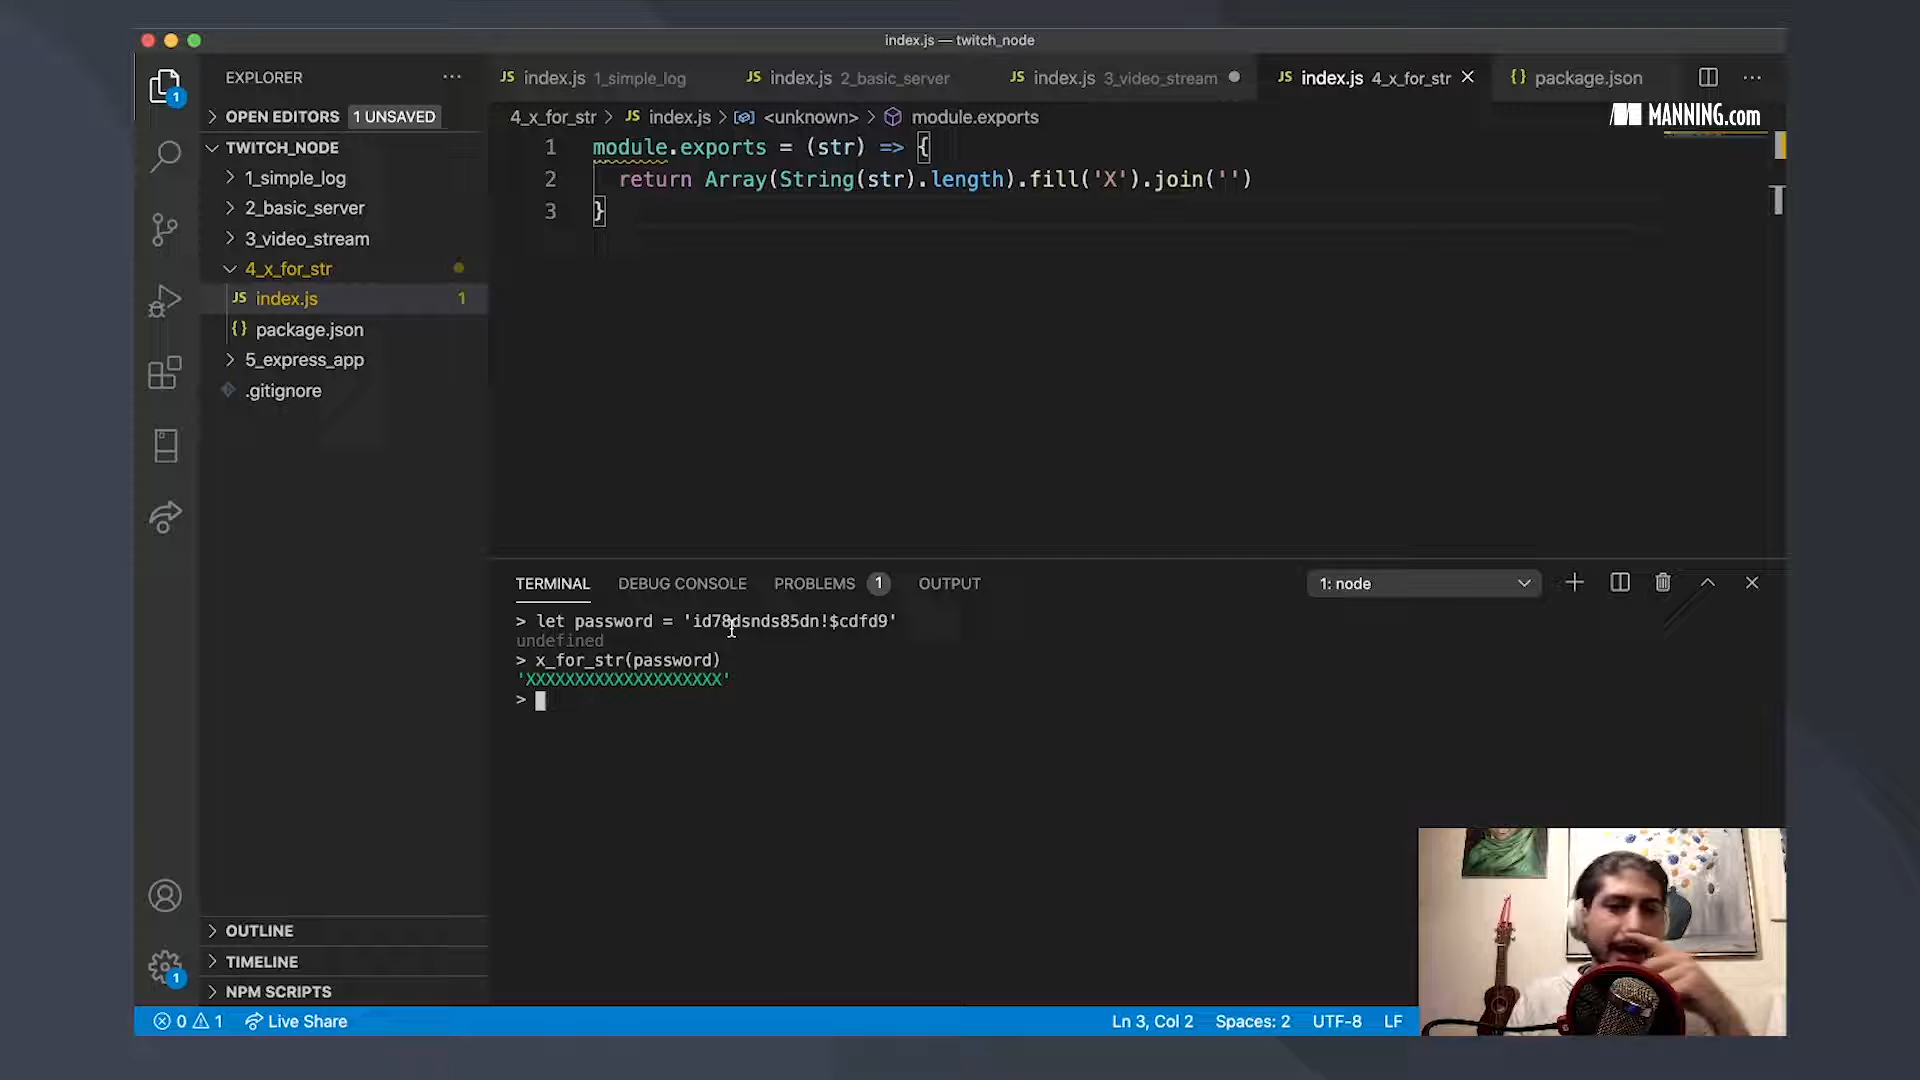 index.js — twitch_node
EXPLORER
index.js 1_simple_log
index.js 2_basic_server
index.js 3_video_stream
index.js 4_x_for_str
package.json
MANNING.com
OPEN EDITORS 1 UNSAVED
4_x_for_str > JS index.js > <unknown> > module.exports
TWITCH_NODE
1_simple_log
2_basic_server
3_video_stream
4_x_for_str
JS index.js 1
{} package.json
5_express_app
.gitignore
1 module.exports = (str) => {
2 return Array(String(str).length).fill('X').join('')
3 }
TERMINAL DEBUG CONSOLE PROBLEMS 1 OUTPUT
1: node
> let password = 'id78dsnds85dn!$cdfd9'
undefined
> x_for_str(password)
'XXXXXXXXXXXXXXXXXXXX'
>
OUTLINE
TIMELINE
NPM SCRIPTS
1
1
0 1 Live Share
Ln 3, Col 2 Spaces: 2 UTF-8 LF